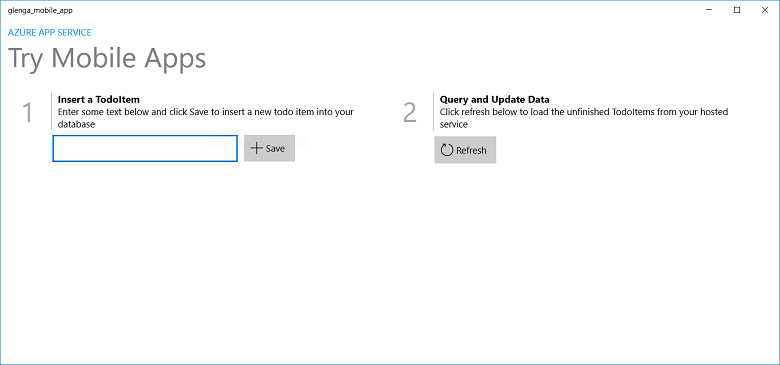 glenga_mobile_app
AZURE APP SERVICE
Try Mobile Apps
1
Insert a TodoItem
Enter some text below and click Save to insert a new todo item into your
database
Save
2
Query and Update Data
Click refresh below to load the unfinished TodoItems from your hosted
service
Refresh